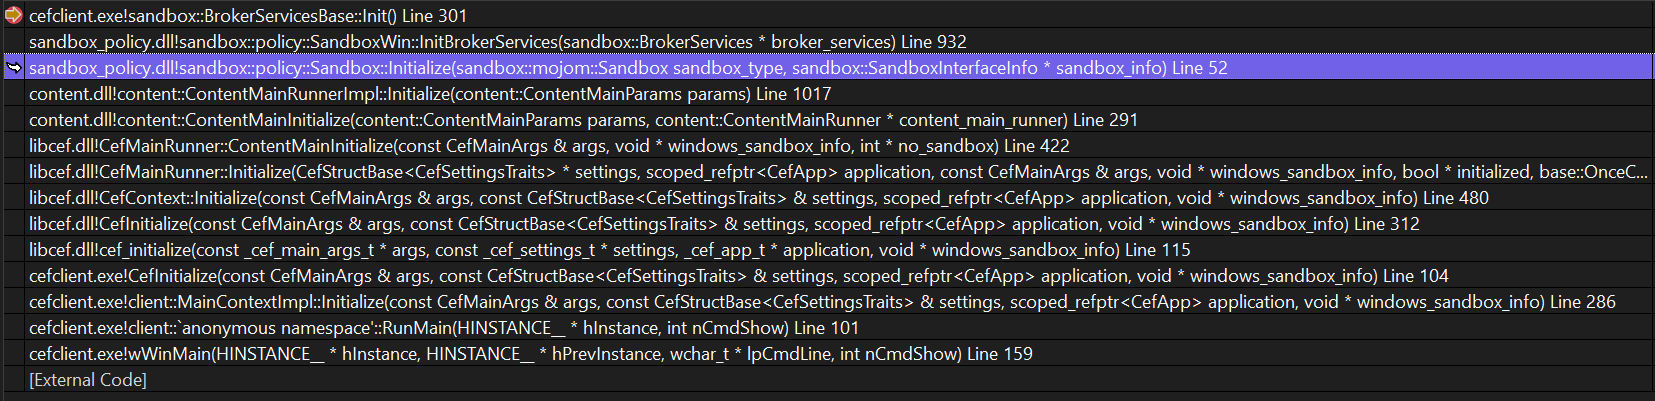 cefclient.exe!sandbox::BrokerServicesBase::Init() Line 301
sandbox_policy.dll!sandbox::policy::SandboxWin::InitBrokerServices(sandbox::BrokerServices * broker_services) Line 932
sandbox_policy.dll!sandbox::policy::Sandbox::Initialize(sandbox::mojom::Sandbox sandbox_type, sandbox::SandboxInterfaceInfo * sandbox_info) Line 52
content.dll!content::ContentMainRunnerImpl::Initialize(content::ContentMainParams params) Line 1017
content.dll!content::ContentMainInitialize(content::ContentMainParams params, content::ContentMainRunner * content_main_runner) Line 291
libcef.dll!CefMainRunner::ContentMainInitialize(const CefMainArgs & args, void * windows_sandbox_info, int * no_sandbox) Line 422
libcef.dll!CefMainRunner::Initialize(CefStructBase<CefSettingsTraits> * settings, scoped_refptr<CefApp> application, const CefMainArgs & args, void * windows_sandbox_info, bool * initialized, base::OnceC...
libcef.dll!CefContext::Initialize(const CefMainArgs & args, const CefStructBase<CefSettingsTraits> & settings, scoped_refptr<CefApp> application, void * windows_sandbox_info) Line 480
libcef.dll!CefInitialize(const CefMainArgs & args, const CefStructBase<CefSettingsTraits> & settings, scoped_refptr<CefApp> application, void * windows_sandbox_info) Line 312
libcef.dll!cef_initialize(const _cef_main_args_t * args, const _cef_settings_t * settings, _cef_app_t * application, void * windows_sandbox_info) Line 115
cefclient.exe!CefInitialize(const CefMainArgs & args, const CefStructBase<CefSettingsTraits> & settings, scoped_refptr<CefApp> application, void * windows_sandbox_info) Line 104
cefclient.exe!client::MainContextImpl::Initialize(const CefMainArgs & args, const CefStructBase<CefSettingsTraits> & settings, scoped_refptr<CefApp> application, void * windows_sandbox_info) Line 286
cefclient.exe!client::`anonymous namespace'::RunMain(HINSTANCE__ * hInstance, int nCmdShow) Line 101
cefclient.exe!wWinMain(HINSTANCE__ * hInstance, HINSTANCE__ * hPrevInstance, wchar_t * lpCmdLine, int nCmdShow) Line 159
[External Code]